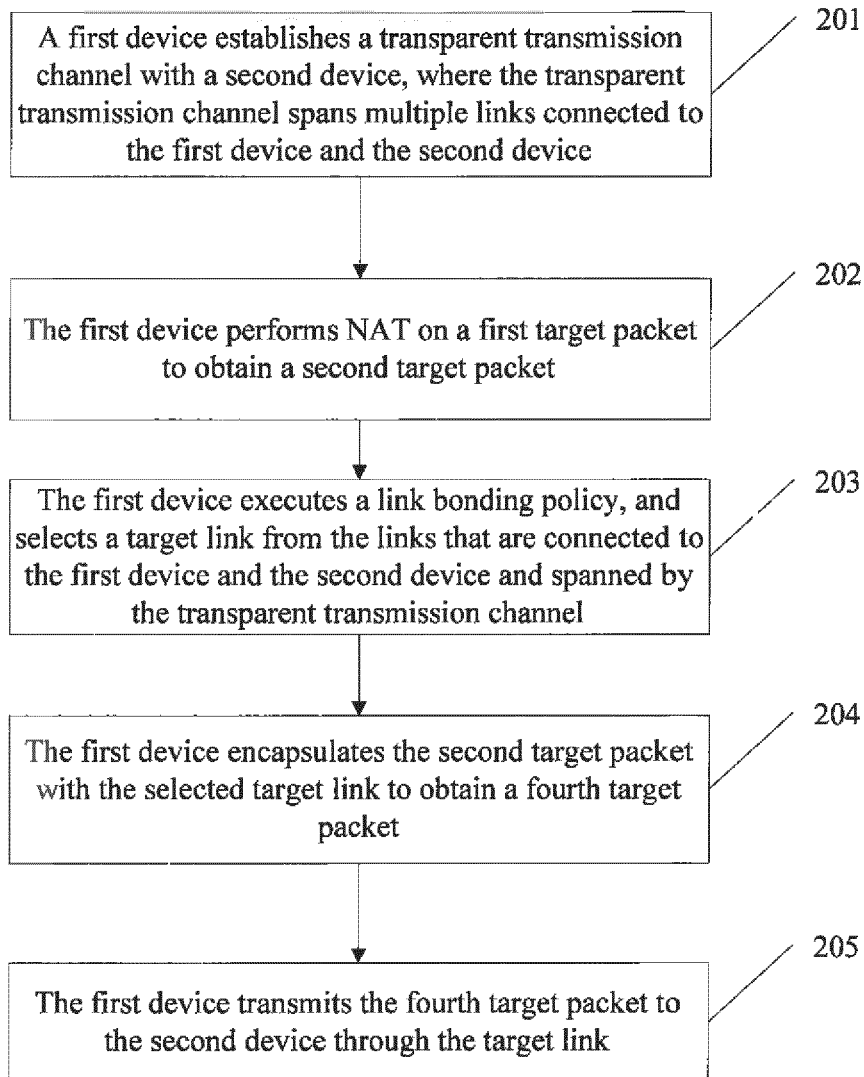 A first device establishes a transparent transmission
channel with a second device, where the transparent
transmission channel spans multiple links connected to
the first device and the second device
201
The first device performs NAT on a first target packet
to obtain a second target packet
202
The first device executes a link bonding policy, and
selects a target link from the links that are connected to
the first device and the second device and spanned by
the transparent transmission channel
203
The first device encapsulates the second target packet
with the selected target link to obtain a fourth target
packet
204
The first device transmits the fourth target packet to
the second device through the target link
205